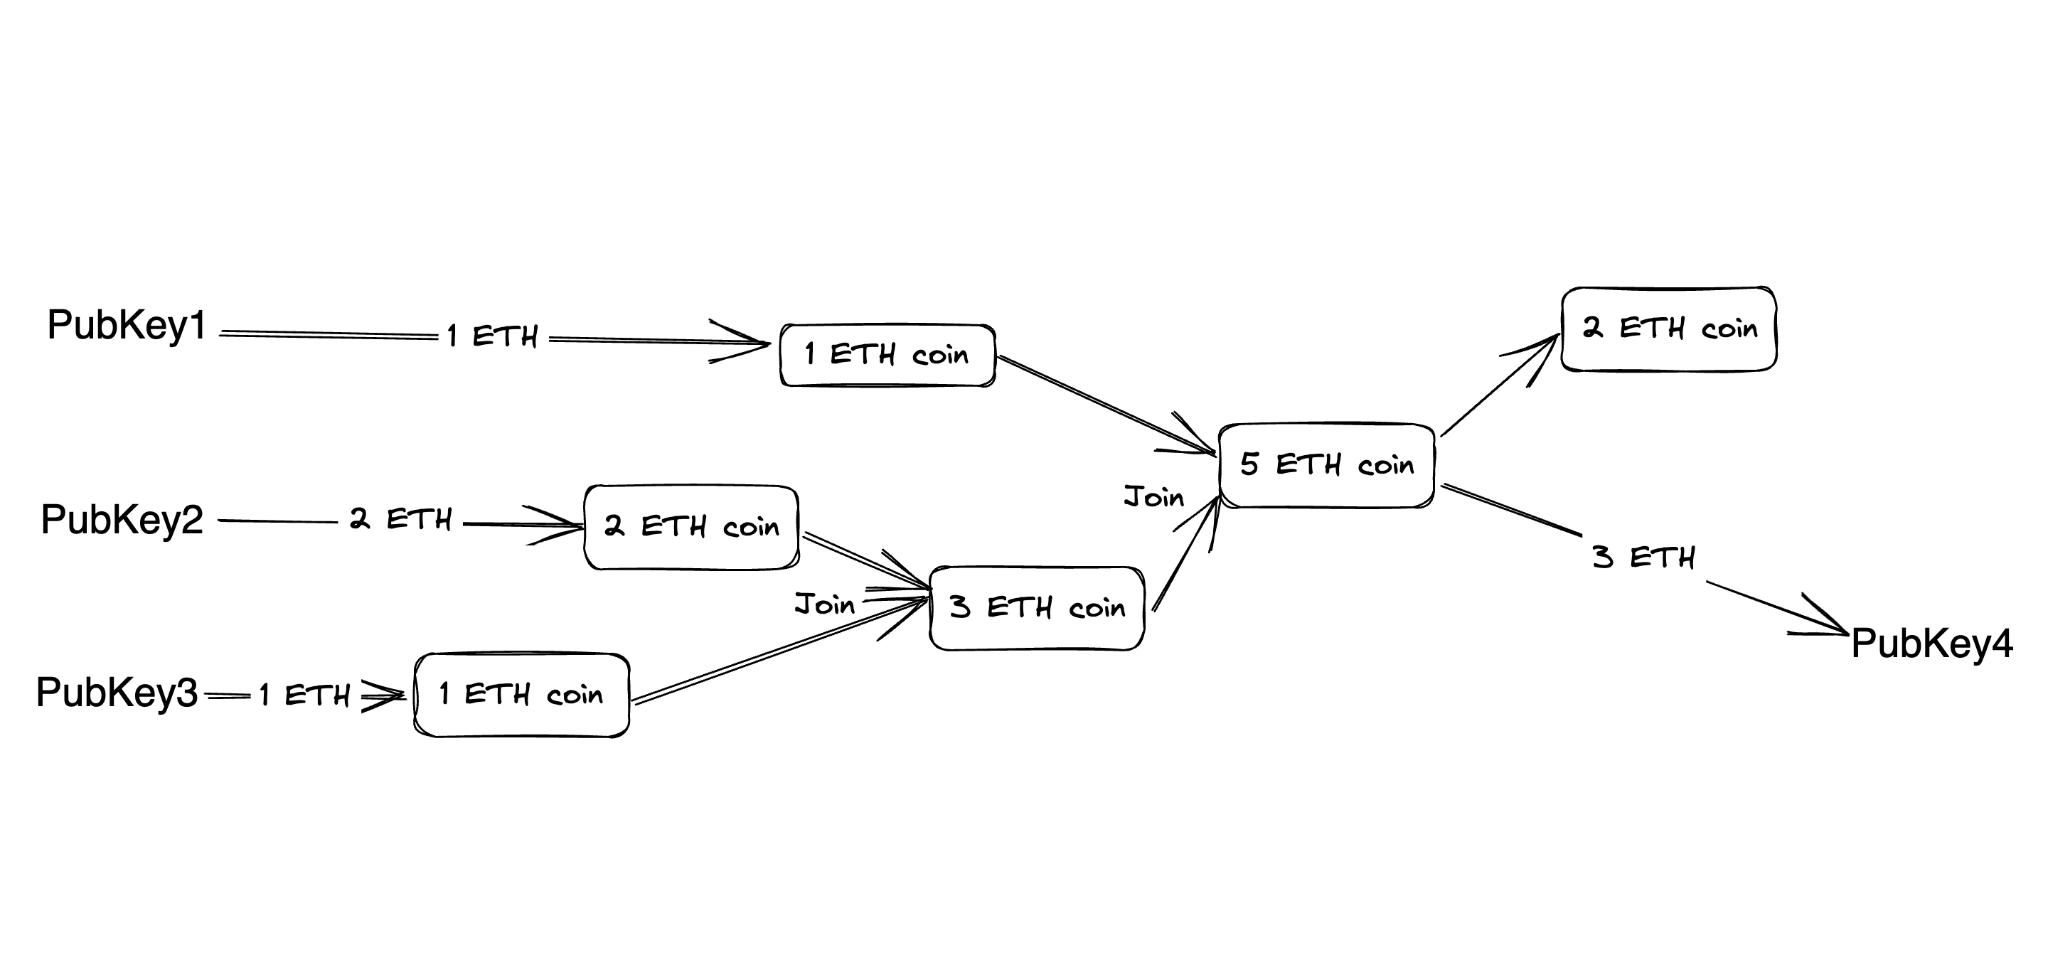 PubKey1
1 ETH
1 ETH coin
2 ETH coin
5 ETH coin
Join
PubKey2
2 ETH
2 ETH coin
3 ETH
Join
3 ETH coin
PubKey4
PubKey3
1 ETH
1 ETH coin